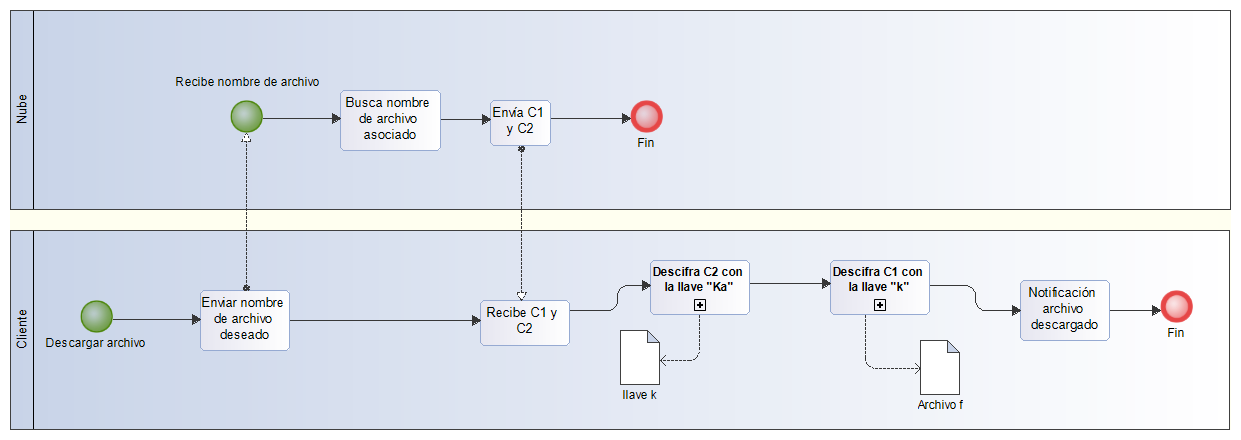 Nube
Recibe nombre de archivo
Busca nombre
de archivo
asociado
Envía C1
y C2
Fin
Cliente
Descargar archivo
Enviar nombre
de archivo
deseado
Recibe C1 y
C2
Descifra C2 con
la llave "Ka"
llave k
Descifra C1 con
la llave "k"
Archivo f
Notificación
archivo
descargado
Fin